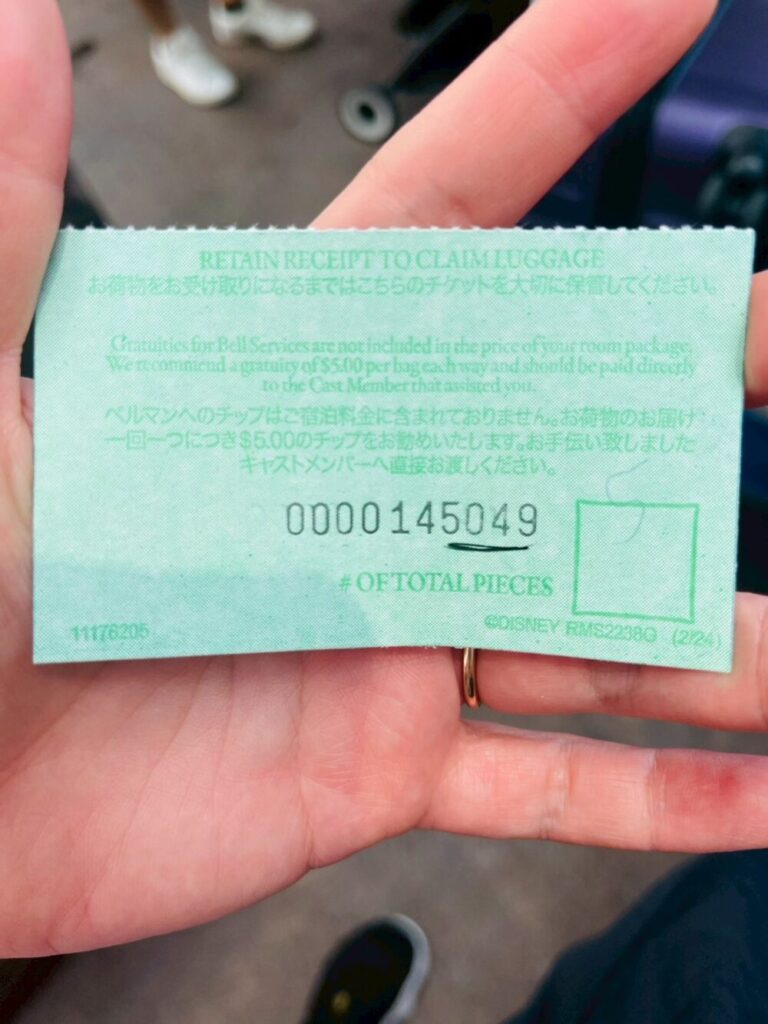 RETAIN RECEIPT TO CLAIM LUGGAGE
お荷物をお受け取りになるまではこちらのチケットを大切に保管してください。
Gratuities for Bell Services are not included in the price of your room package.
We recommend a gratuity of $5.00 per bag each way and should be paid directly
to the Cast Member that assisted you.
ベルマンへのチップはご宿泊料金に含まれておりません。お荷物のお届け
一回一つにつき$5.00のチップをお勧めいたします。お手伝い致しました
キャストメンバーへ直接お渡しください。
0000145049
# OF TOTAL PIECES
11176205
©DISNEY RMS2238G (2/24)